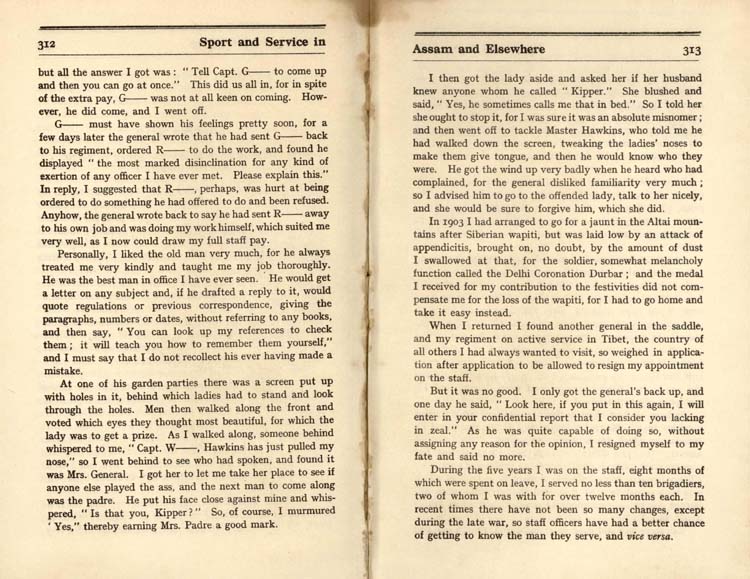 312 Sport and Service in
but all the answer I got was : " Tell Capt. G—— to come up
and then you can go at once." This did us all in, for in spite
of the extra pay, G—— was not at all keen on coming. How-
ever, he did come, and I went off.
G—— must have shown his feelings pretty soon, for a
few days later the general wrote that he had sent G—— back
to his regiment, ordered R—— to do the work, and found he
displayed " the most marked disinclination for any kind of
exertion of any officer I have ever met. Please explain this."
In reply, I suggested that R——, perhaps, was hurt at being
ordered to do something he had offered to do and been refused.
Anyhow, the general wrote back to say he had sent R—— away
to his own job and was doing my work himself, which suited me
very well, as I now could draw my full staff pay.
Personally, I liked the old man very much, for he always
treated me very kindly and taught me my job thoroughly.
He was the best man in office I have ever seen. He would get
a letter on any subject and, if he drafted a reply to it, would
quote regulations or previous correspondence, giving the
paragraphs, numbers or dates, without referring to any books,
and then say, " You can look up my references to check
them ; it will teach you how to remember them yourself,"
and I must say that I do not recollect his ever having made a
mistake.
At one of his garden parties there was a screen put up
with holes in it, behind which ladies had to stand and look
through the holes. Men then walked along the front and
voted which eyes they thought most beautiful, for which the
lady was to get a prize. As I walked along, someone behind
whispered to me, " Capt. W——, Hawkins has just pulled my
nose," so I went behind to see who had spoken, and found it
was Mrs. General. I got her to let me take her place to see if
anyone else played the ass, and the next man to come along
was the padre. He put his face close against mine and whis-
pered, " Is that you, Kipper ? " So, of course, I murmured
' Yes," thereby earning Mrs. Padre a good mark.
Assam and Elsewhere 313
I then got the lady aside and asked her if her husband
knew anyone whom he called " Kipper." She blushed and
said, " Yes, he sometimes calls me that in bed." So I told her
she ought to stop it, for I was sure it was an absolute misnomer ;
and then went off to tackle Master Hawkins, who told me he
had walked down the screen, tweaking the ladies' noses to
make them give tongue, and then he would know who they
were. He got the wind up very badly when he heard who had
complained, for the general disliked familiarity very much ;
so I advised him to go to the offended lady, talk to her nicely,
and she would be sure to forgive him, which she did.
In 1903 I had arranged to go for a jaunt in the Altai moun-
tains after Siberian wapiti, but was laid low by an attack of
appendicitis, brought on, no doubt, by the amount of dust
I swallowed at that, for the soldier, somewhat melancholy
function called the Delhi Coronation Durbar ; and the medal
I received for my contribution to the festivities did not com-
pensate me for the loss of the wapiti, for I had to go home and
take it easy instead.
When I returned I found another general in the saddle,
and my regiment on active service in Tibet, the country of
all others I had always wanted to visit, so weighed in applica-
tion after application to be allowed to resign my appointment
on the staff.
But it was no good. I only got the general's back up, and
one day he said, " Look here, if you put in this again, I will
enter in your confidential report that I consider you lacking
in zeal." As he was quite capable of doing so, without
assigning any reason for the opinion, I resigned myself to my
fate and said no more.
During the five years I was on the staff, eight months of
which were spent on leave, I served no less than ten brigadiers,
two of whom I was with for over twelve months each. In
recent times there have not been so many changes, except
during the late war, so staff officers have had a better chance
of getting to know the man they serve, and vice versa.